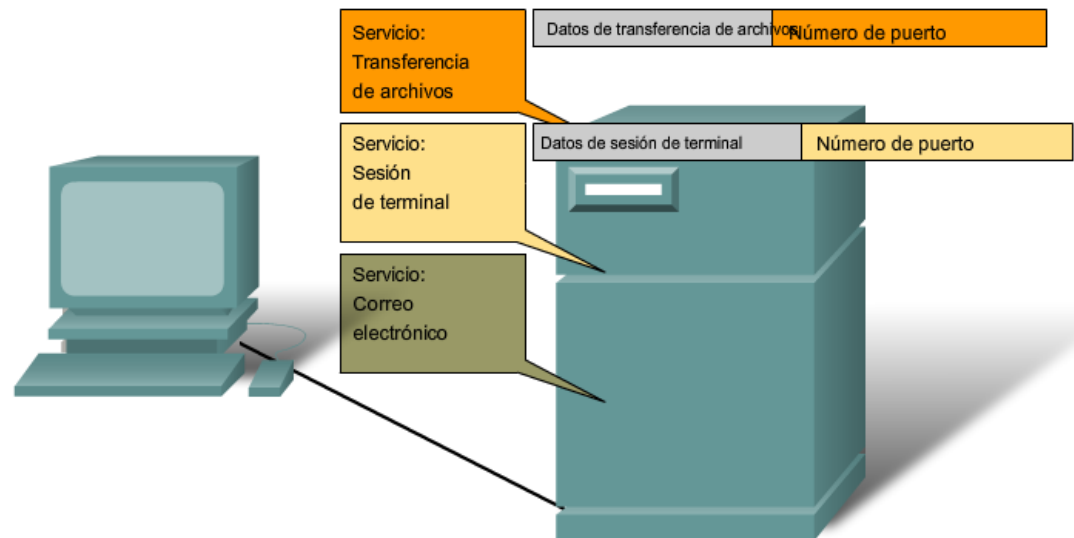 Servicio:
Transferencia
de archivos
Datos de transferencia de archivos
Número de puerto
Servicio:
Sesión
de terminal
Datos de sesión de terminal
Número de puerto
Servicio:
Correo
electrónico